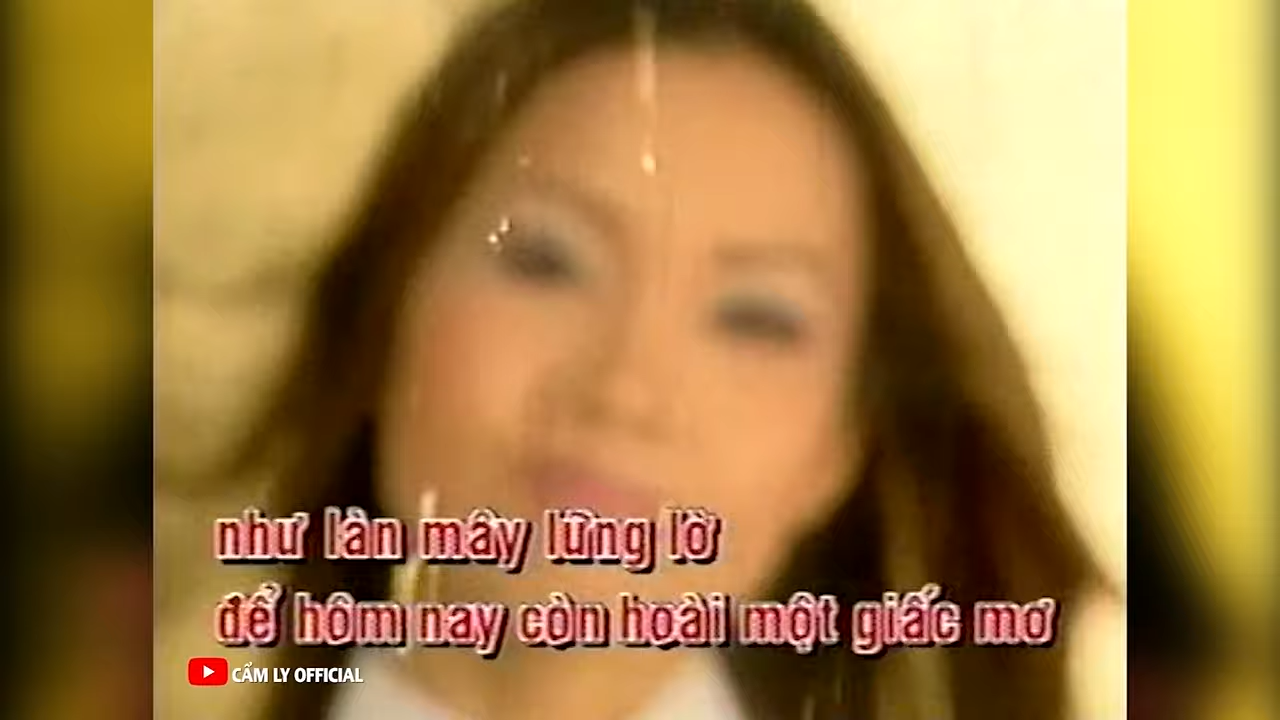 như làn mây lững lờ
để hôm nay còn hoài một giấc mơ
CẨM LY OFFICIAL